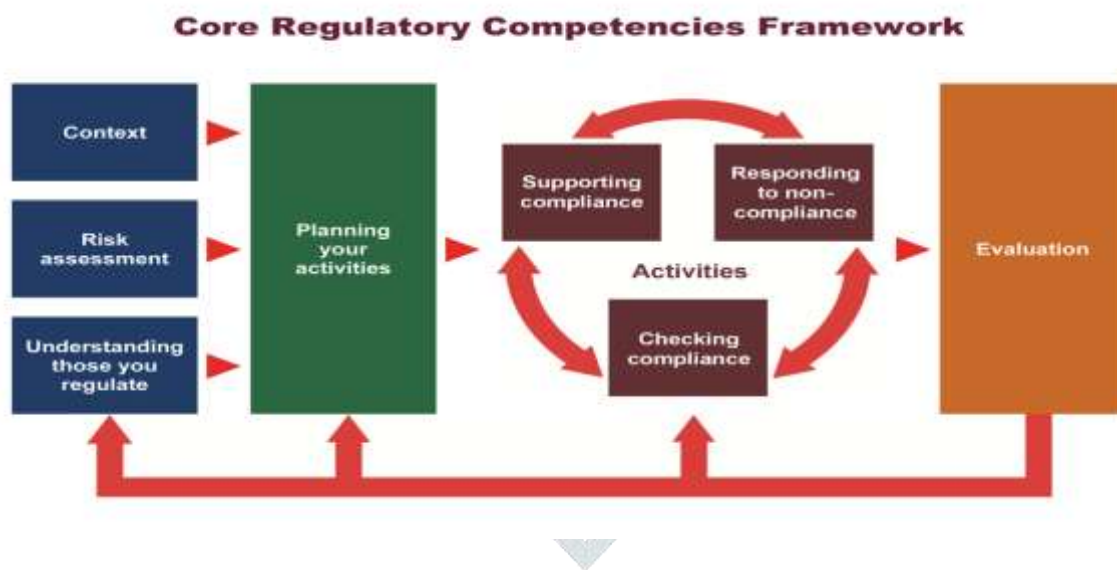 Core Regulatory Competencies Framework
Context
Risk
assessment
Understanding
those you
regulate
Planning
your
activities
Supporting
compliance
Responding
to non-
compliance
Activities
Checking
compliance
Evaluation